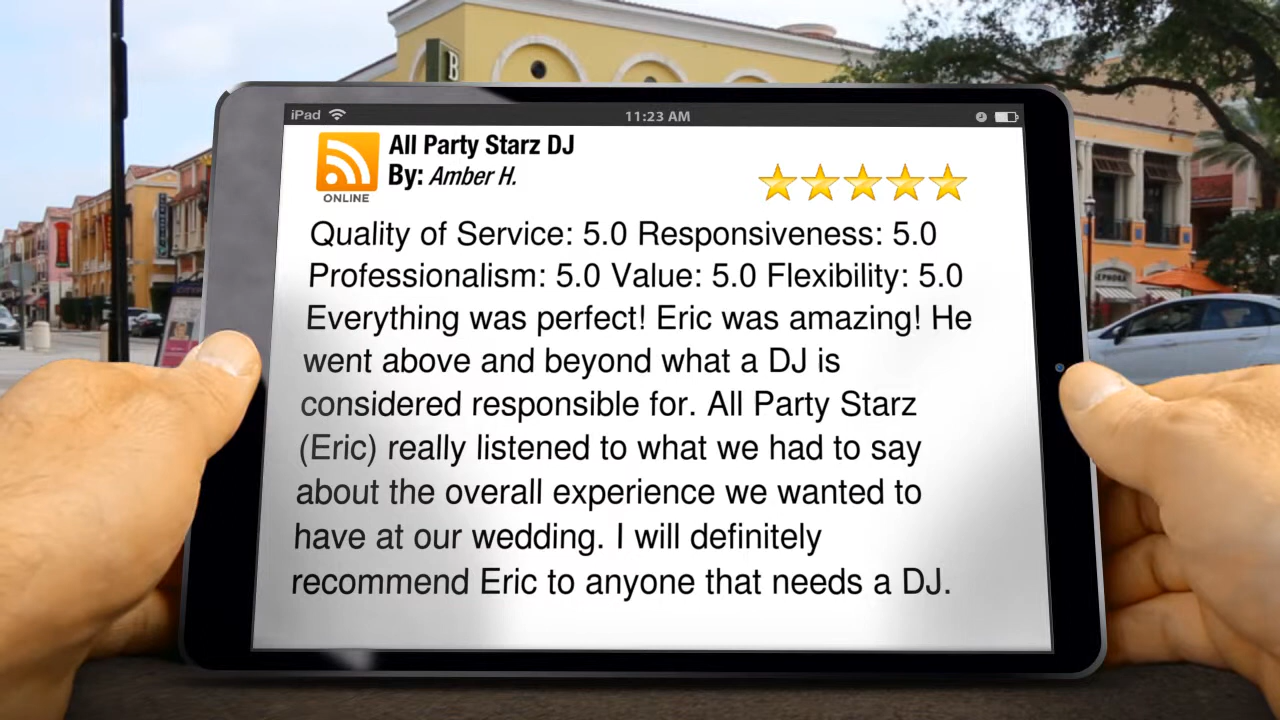 B
iPad
11:23 AM
All Party Starz DJ
By: Amber H.
ONLINE
Quality of Service: 5.0 Responsiveness: 5.0
Professionalism: 5.0 Value: 5.0 Flexibility: 5.0
Everything was perfect! Eric was amazing! He
went above and beyond what a DJ is
considered responsible for. All Party Starz
(Eric) really listened to what we had to say
about the overall experience we wanted to
have at our wedding. I will definitely
recommend Eric to anyone that needs a DJ.
SEPHORA